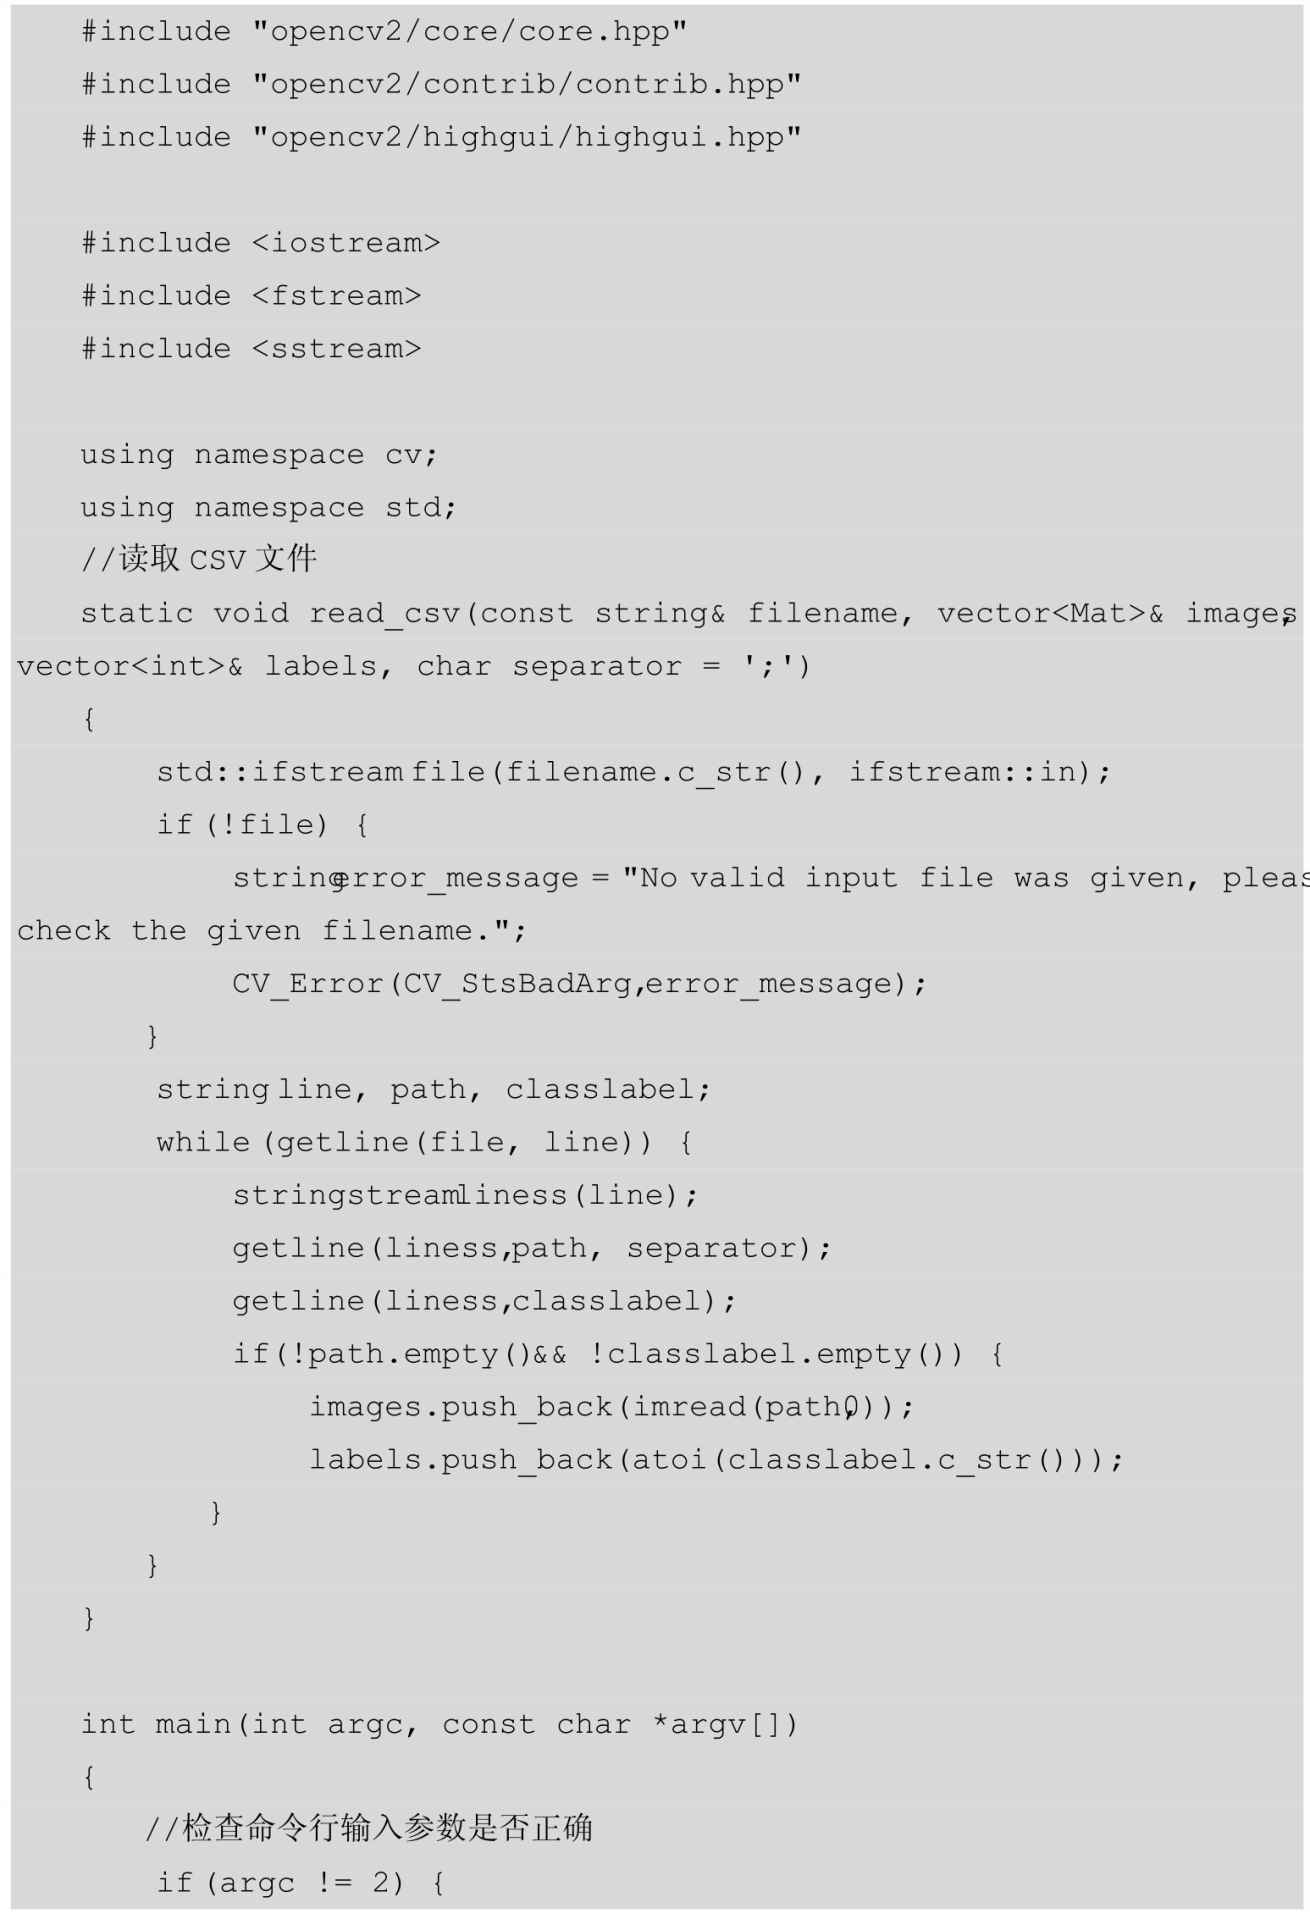 #include "opencv2/core/core.hpp"
#include "opencv2/contrib/contrib.hpp"
#include "opencv2/highgui/highgui.hpp"
#include <iostream>
#include <fstream>
#include <sstream>
using namespace cv;
using namespace std;
//读取 CSV 文件
static void read_csv(const string& filename, vector<Mat>& images,
vector<int>& labels, char separator = ';')
{
std::ifstream file(filename.c_str(), ifstream::in);
if (!file) {
string error_message = "No valid input file was given, pleas
check the given filename.";
CV_Error(CV_StsBadArg,error_message);
}
string line, path, classlabel;
while (getline(file, line)) {
stringstream liness(line);
getline(liness,path, separator);
getline(liness,classlabel);
if(!path.empty()&& !classlabel.empty()) {
images.push_back(imread(path,0));
labels.push_back(atoi(classlabel.c_str()));
}
}
}
int main(int argc, const char *argv[])
{
//检查命令行输入参数是否正确
if (argc != 2) {